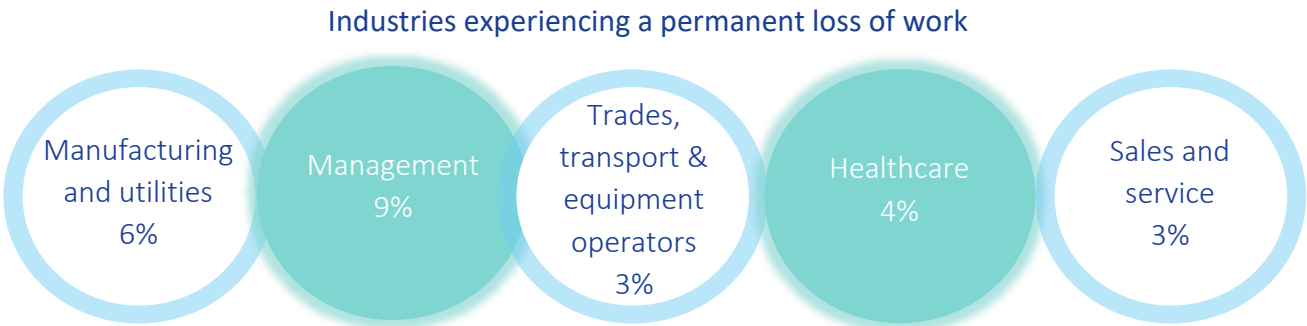 Industries experiencing a permanent loss of work
Manufacturing
and utilities
6%
Management
9%
Trades,
transport &
equipment
operators
3%
Healthcare
4%
Sales and
service
3%